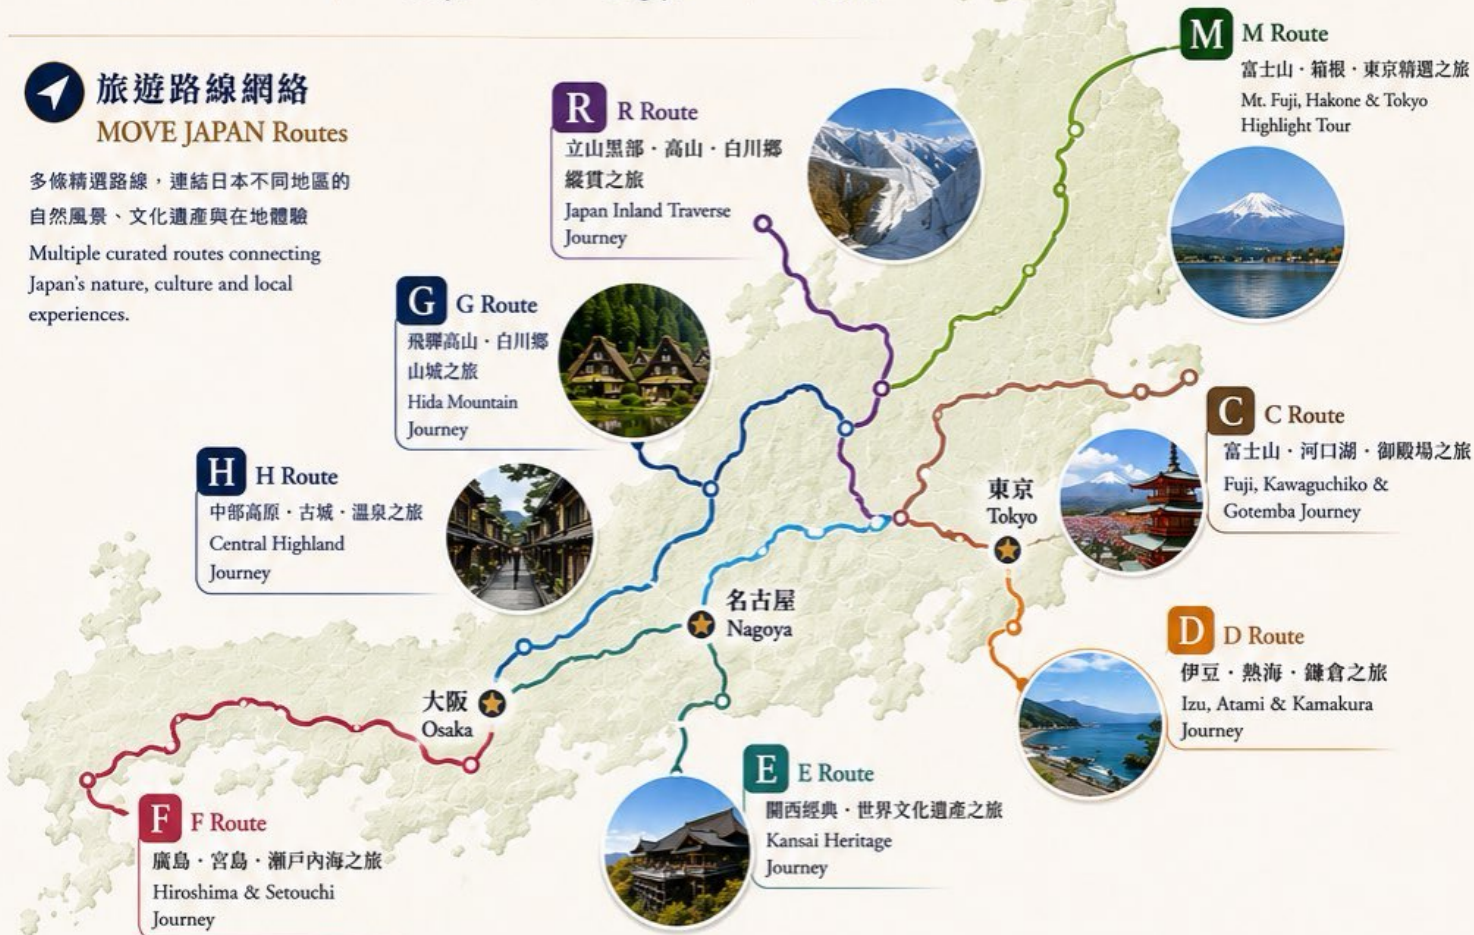 旅遊路線網絡
MOVE JAPAN Routes
多條精選路線，連結日本不同地區的
自然風景、文化遺產與在地體驗
Multiple curated routes connecting
Japan's nature, culture and local
experiences.
R
R Route
立山黑部・高山・白川鄉
縱貫之旅
Japan Inland Traverse
Journey
M
M Route
富士山・箱根・東京精選之旅
Mt. Fuji, Hakone & Tokyo
Highlight Tour
G
G Route
飛驒高山・白川鄉
山城之旅
Hida Mountain
Journey
H
H Route
中部高原・古城・溫泉之旅
Central Highland
Journey
C
C Route
富士山・河口湖・御殿場之旅
Fuji, Kawaguchiko &
Gotemba Journey
東京
Tokyo
名古屋
Nagoya
大阪
Osaka
D
D Route
伊豆・熱海・鎌倉之旅
Izu, Atami & Kamakura
Journey
E
E Route
關西經典・世界文化遺產之旅
Kansai Heritage
Journey
F
F Route
廣島・宮島・瀨戶內海之旅
Hiroshima & Setouchi
Journey